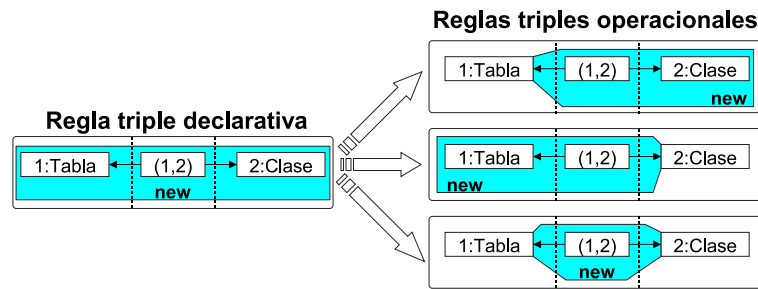 Reglas triples operacionales
1:Tabla (1,2) 2:Clase
new
Regla triple declarativa
1:Tabla (1,2) 2:Clase
new
1:Tabla (1,2) 2:Clase
new
1:Tabla (1,2) 2:Clase
new